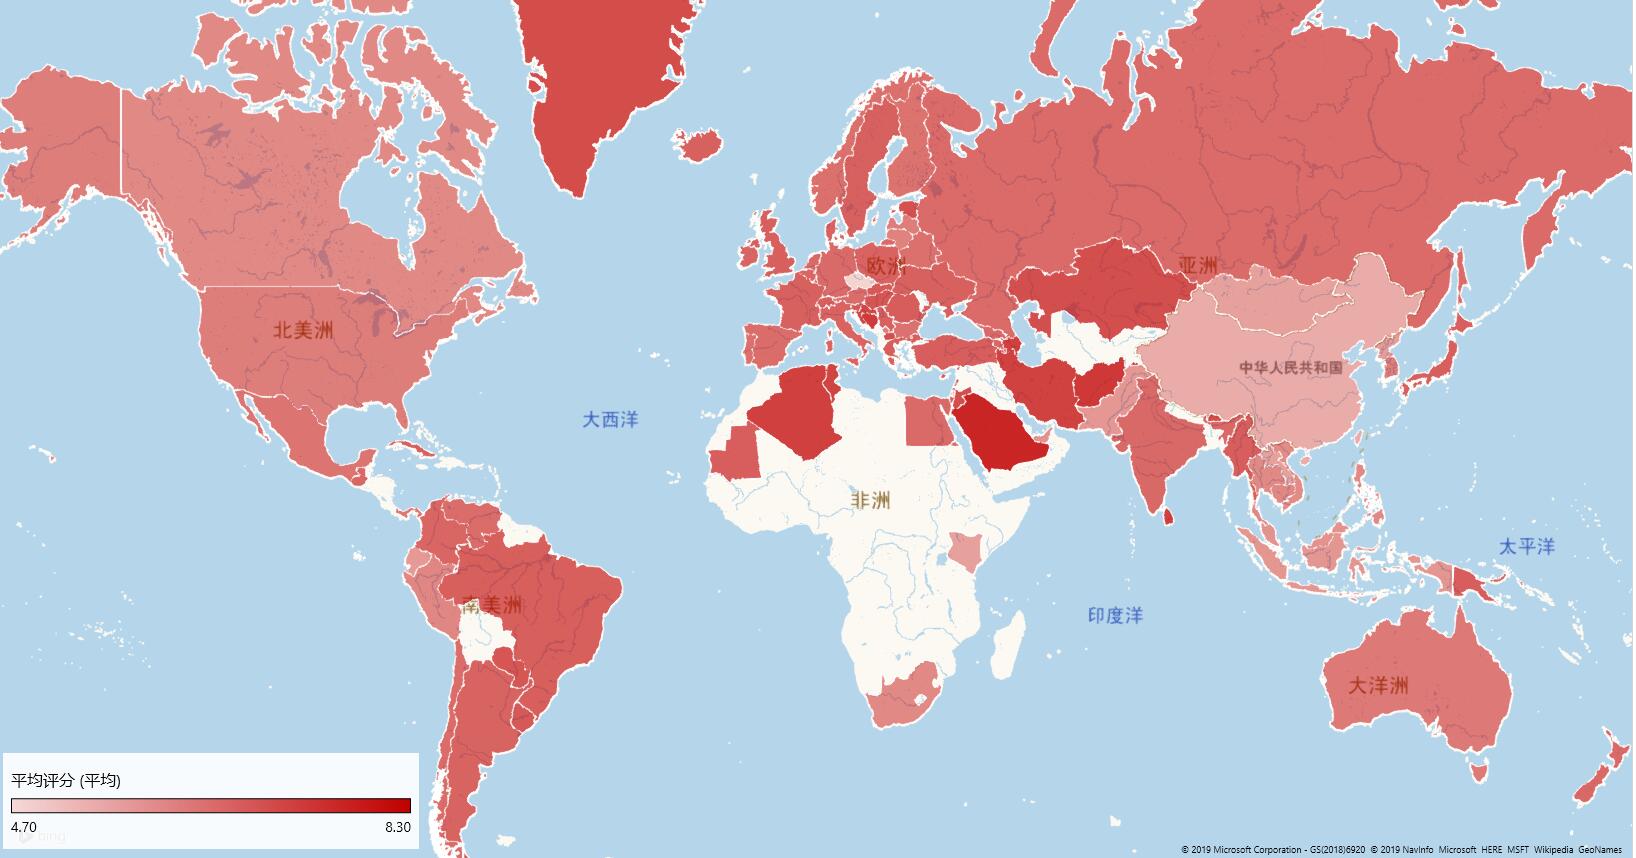 欧洲
亚洲
北美洲
中华人民共和国
大西洋
非洲
太平洋
南美洲
印度洋
大洋洲
平均评分 (平均)
4.70 8.30
bing
© 2019 Microsoft Corporation - GS(2018)6920 © 2019 NavInfo Microsoft HERE MSFT Wikipedia GeoNames